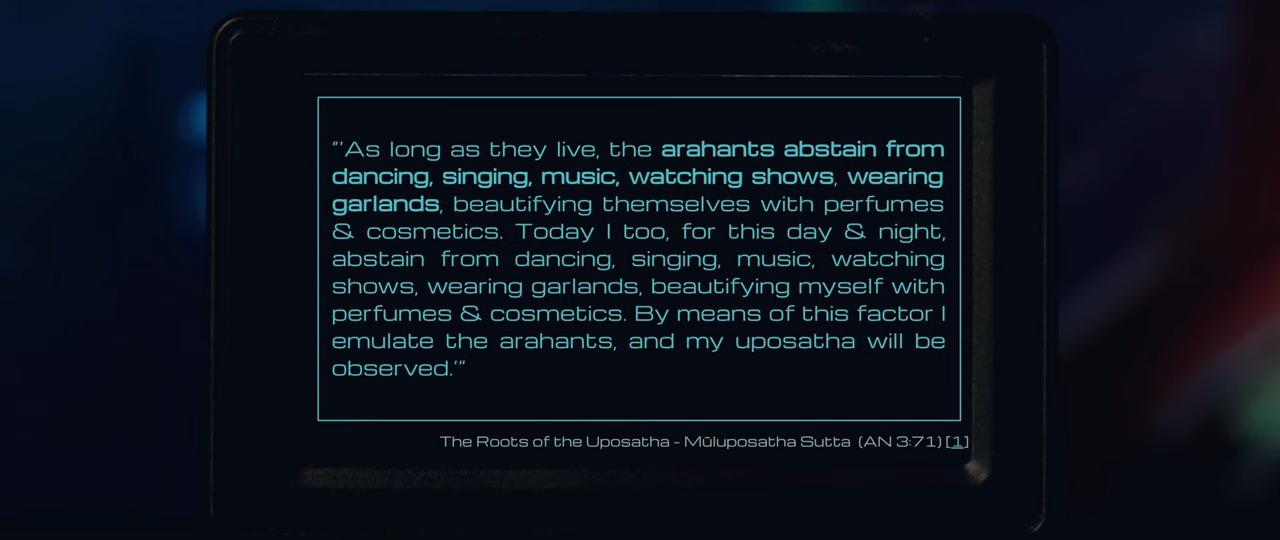 "'As long as they live, the arahants abstain from
dancing, singing, music, watching shows, wearing
garlands, beautifying themselves with perfumes
& cosmetics. Today I too, for this day & night,
abstain from dancing, singing, music, watching
shows, wearing garlands, beautifying myself with
perfumes & cosmetics. By means of this factor I
emulate the arahants, and my uposatha will be
observed.'"
The Roots of the Uposatha - Mūluposatha Sutta (AN 3:71) [1]